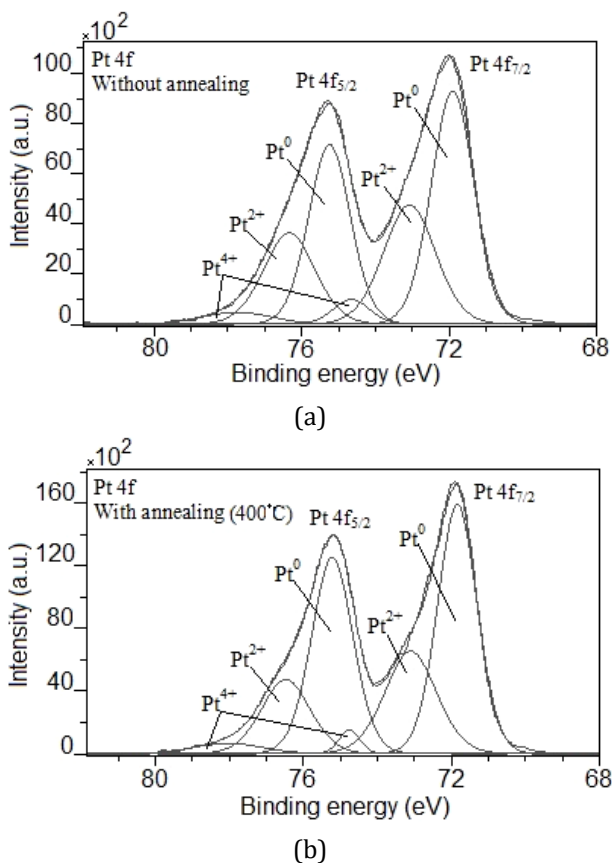 ×10²
Pt 4f
Without annealing
Pt 4f₅/₂
Pt 4f₇/₂
Pt⁰
Pt⁰
Pt²⁺
Pt²⁺
Pt⁴⁺
100
80
60
40
20
0
Intensity (a.u.)
80 76 72 68
Binding energy (eV)
(a)
×10²
Pt 4f
With annealing (400°C)
Pt 4f₅/₂
Pt 4f₇/₂
Pt⁰
Pt⁰
Pt²⁺
Pt²⁺
Pt⁴⁺
160
120
80
40
0
Intensity (a.u.)
80 76 72 68
Binding energy (eV)
(b)